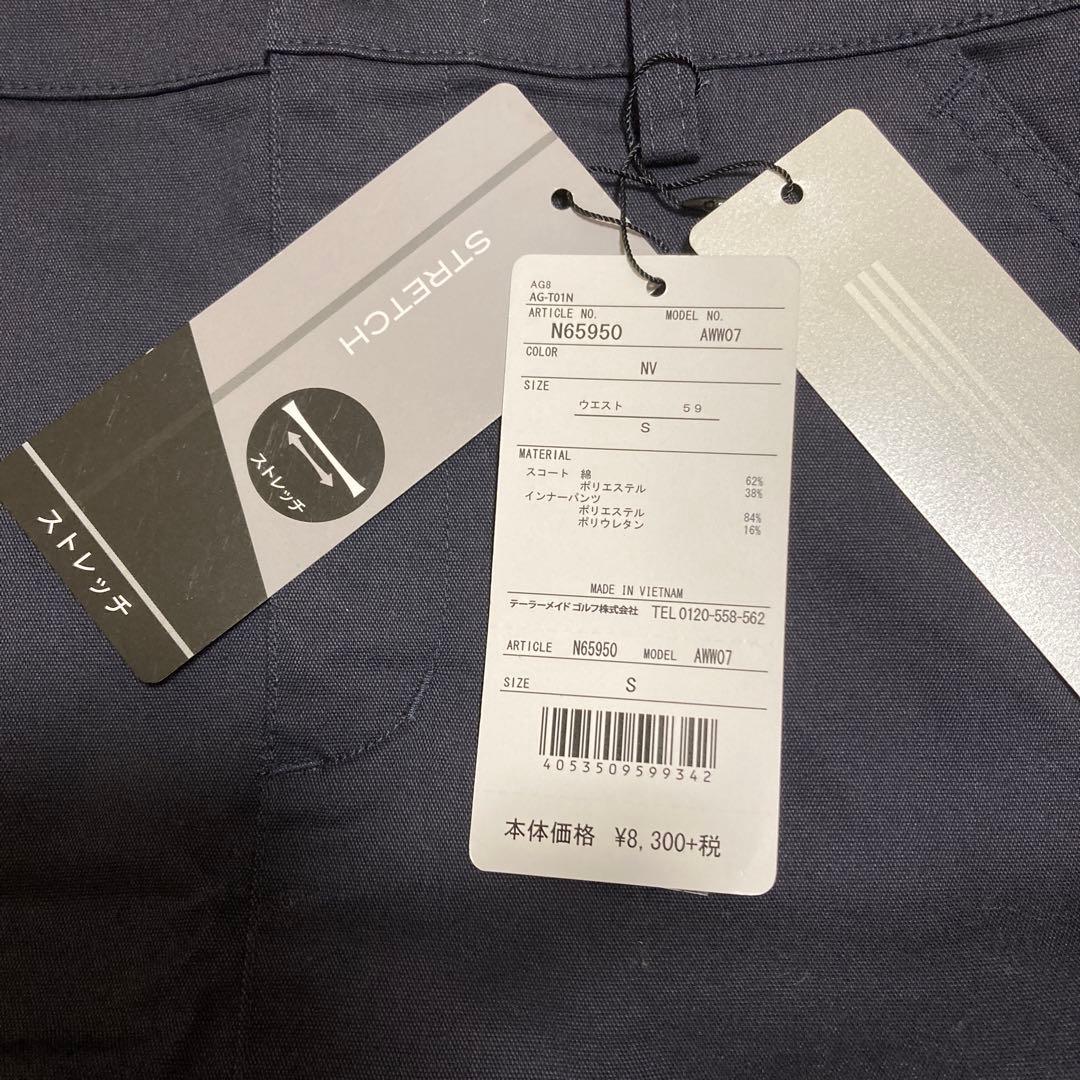 STRETCH
ストレッチ
ストレッチ
AG8
AG-T01N
ARTICLE NO. MODEL NO.
N65950 AWW07
COLOR
NV
SIZE
ウエスト 59
S
MATERIAL
スコート 綿 62%
ポリエステル 38%
インナーパンツ
ポリエステル 84%
ポリウレタン 16%
MADE IN VIETNAM
テーラーメイド ゴルフ株式会社 TEL 0120-558-562
ARTICLE N65950 MODEL AWW07
SIZE S
4053509599342
本体価格 ¥8,300+税